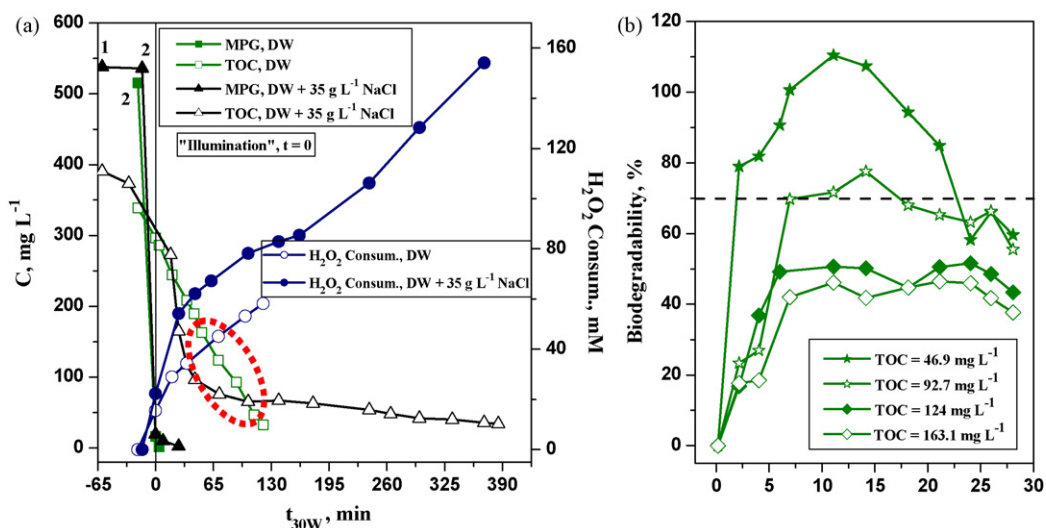 (a)
600
500
400
300
200
100
0
C, mg L⁻¹
-65 0 65 130 195 260 325 390
t30W, min
160
120
80
40
0
H2O2 Consum., mM
1
2
2
MPG, DW
TOC, DW
MPG, DW + 35 g L⁻¹ NaCl
TOC, DW + 35 g L⁻¹ NaCl
"Illumination", t = 0
H2O2 Consum., DW
H2O2 Consum., DW + 35 g L⁻¹ NaCl
(b)
120
100
80
60
40
20
0
Biodegradability, %
TOC = 46.9 mg L⁻¹
TOC = 92.7 mg L⁻¹
TOC = 124 mg L⁻¹
TOC = 163.1 mg L⁻¹
0 5 10 15 20 25 30